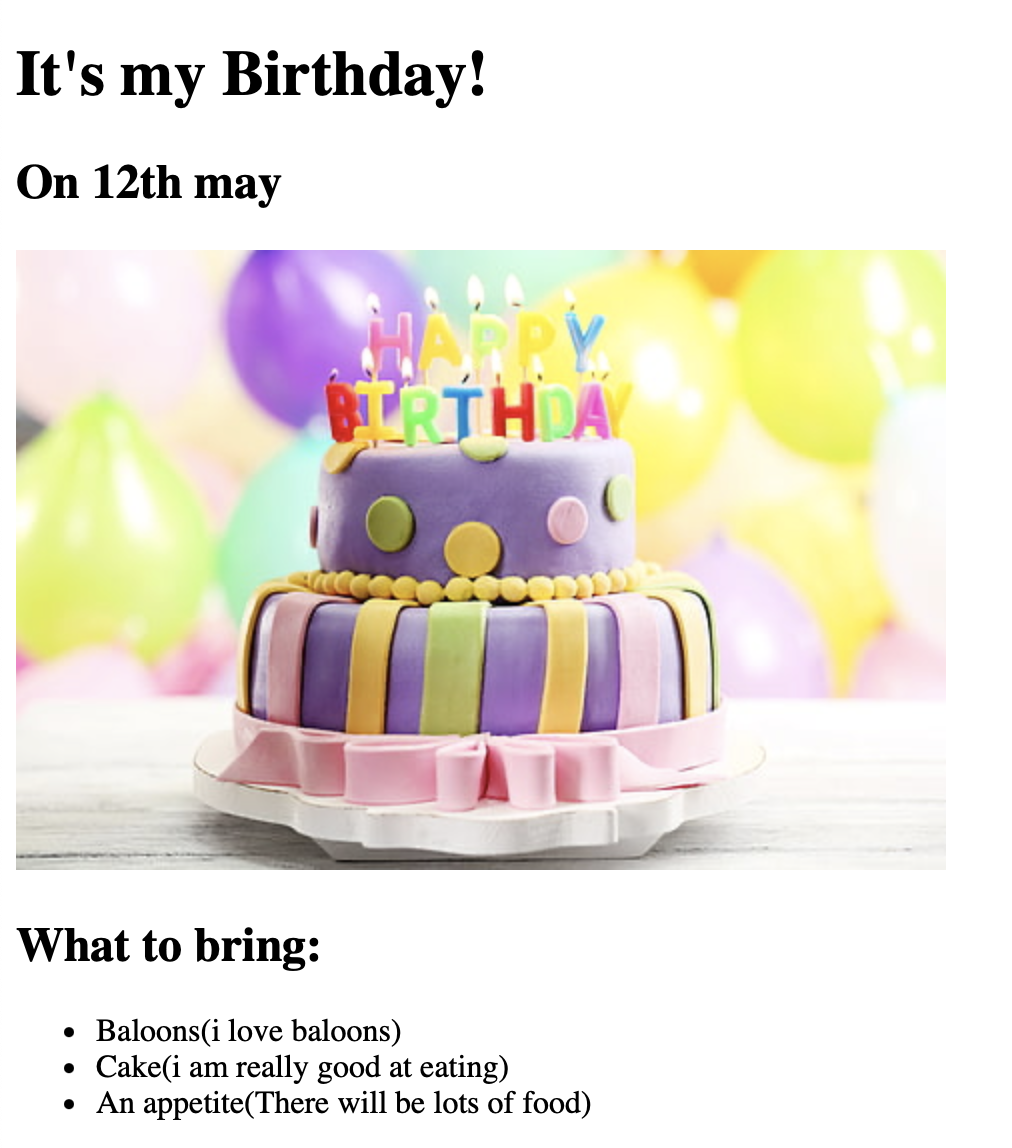 It's my Birthday!
On 12th may
HAPPY
BIRTHDAY
What to bring:
Baloons(i love baloons)
Cake(i am really good at eating)
An appetite(There will be lots of food)